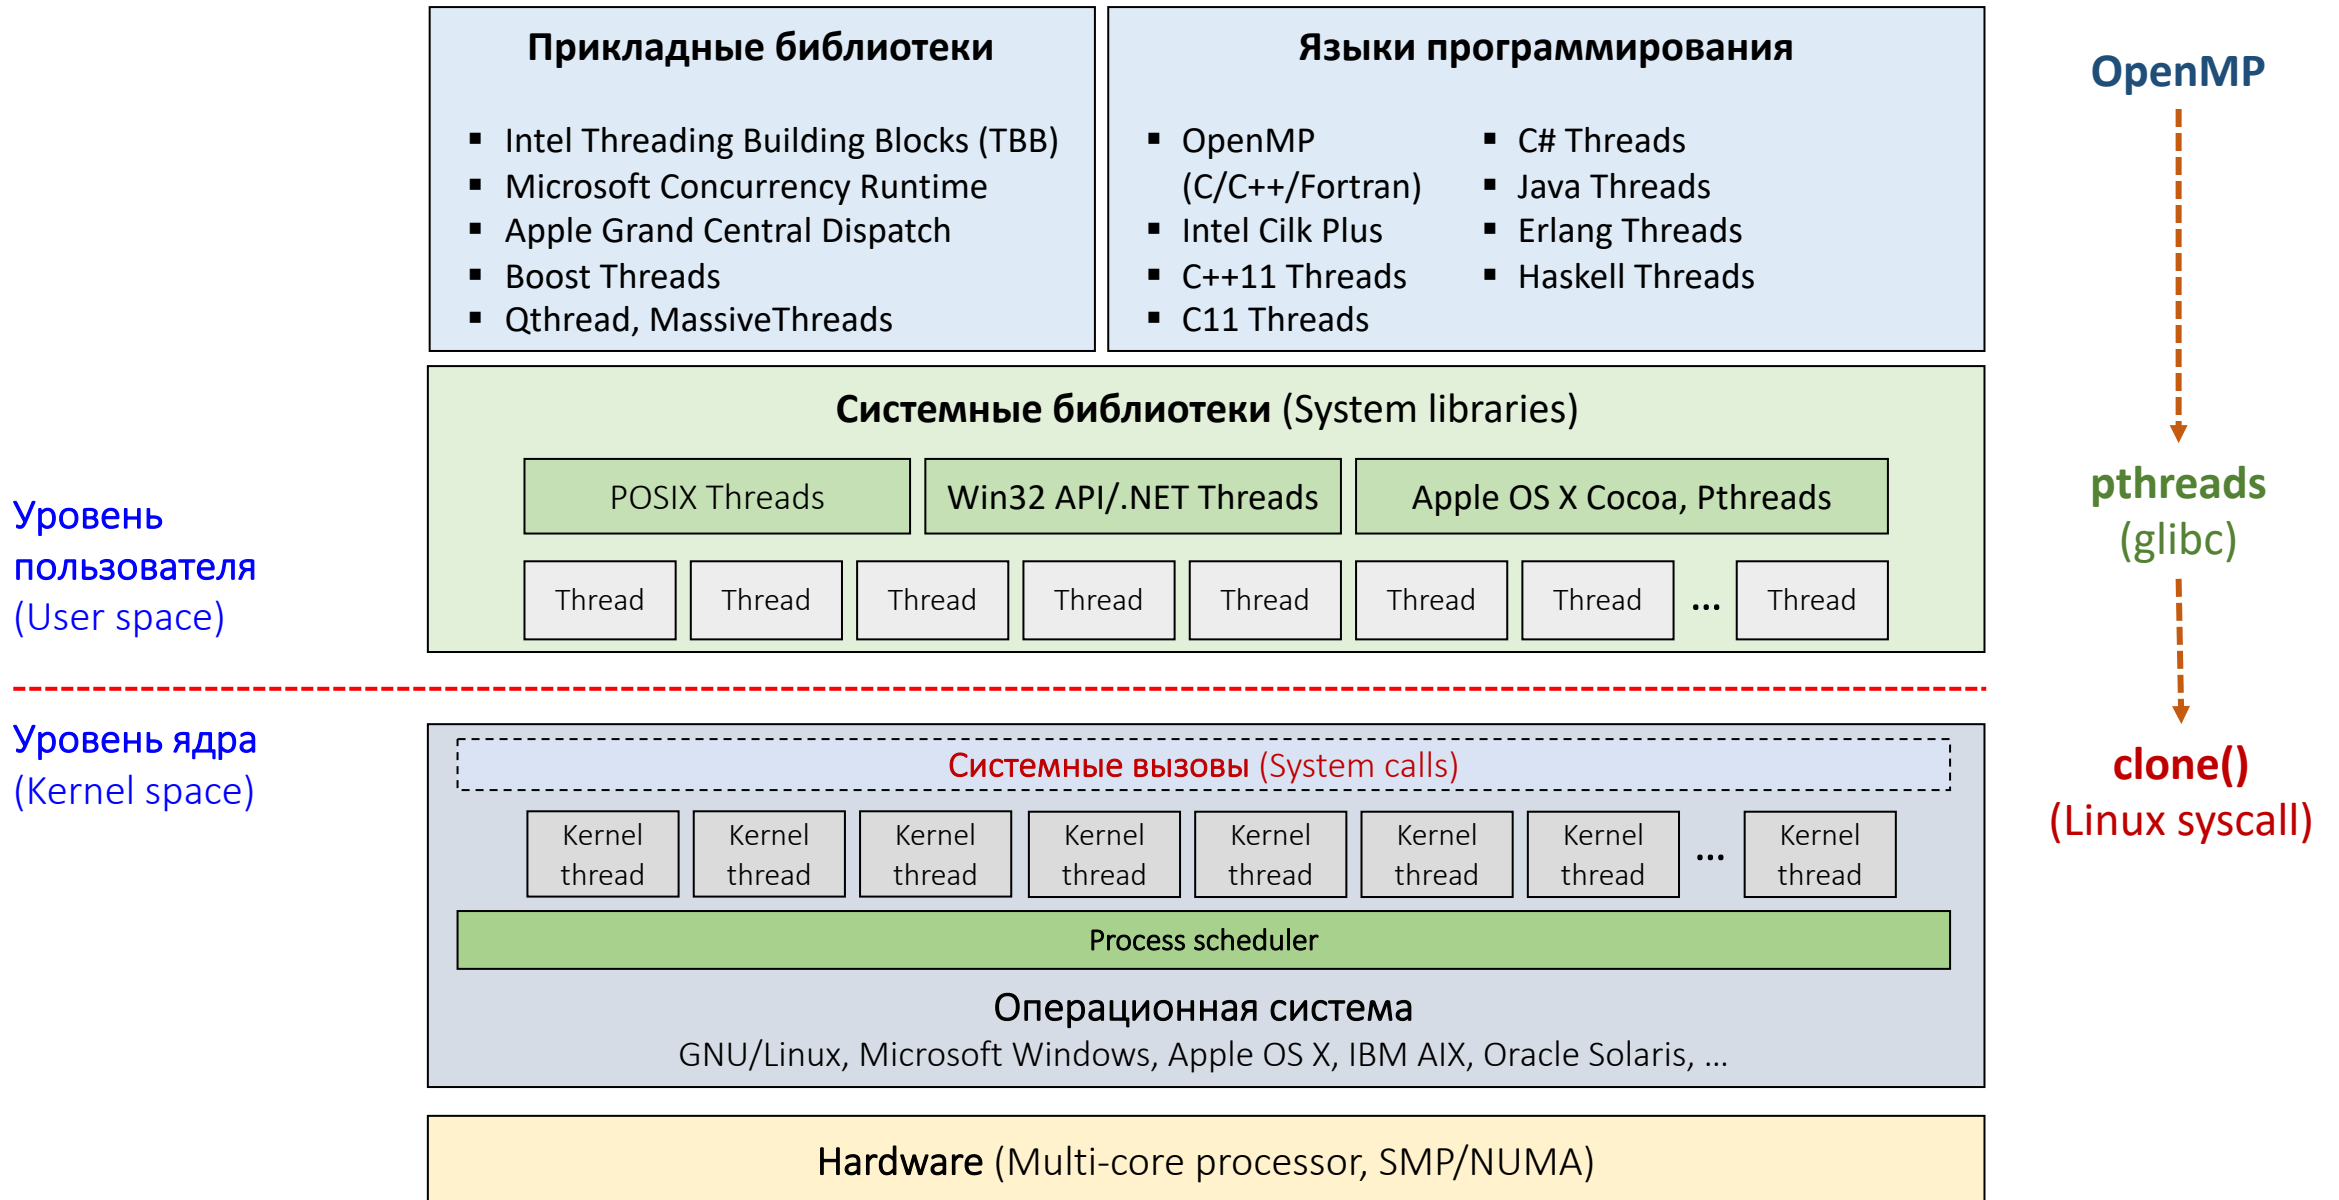 Прикладные библиотеки
▪ Intel Threading Building Blocks (TBB)
▪ Microsoft Concurrency Runtime
▪ Apple Grand Central Dispatch
▪ Boost Threads
▪ Qthread, MassiveThreads
Языки программирования
▪ OpenMP
(C/C++/Fortran)
▪ Intel Cilk Plus
▪ C++11 Threads
▪ C11 Threads
▪ C# Threads
▪ Java Threads
▪ Erlang Threads
▪ Haskell Threads
OpenMP
Системные библиотеки (System libraries)
POSIX Threads
Win32 API/.NET Threads
Apple OS X Cocoa, Pthreads
Thread
Thread
Thread
Thread
Thread
Thread
Thread
...
Thread
Уровень
пользователя
(User space)
pthreads
(glibc)
Уровень ядра
(Kernel space)
Системные вызовы (System calls)
Kernel
thread
Kernel
thread
Kernel
thread
Kernel
thread
Kernel
thread
Kernel
thread
Kernel
thread
...
Kernel
thread
Process scheduler
Операционная система
GNU/Linux, Microsoft Windows, Apple OS X, IBM AIX, Oracle Solaris, ...
clone()
(Linux syscall)
Hardware (Multi-core processor, SMP/NUMA)